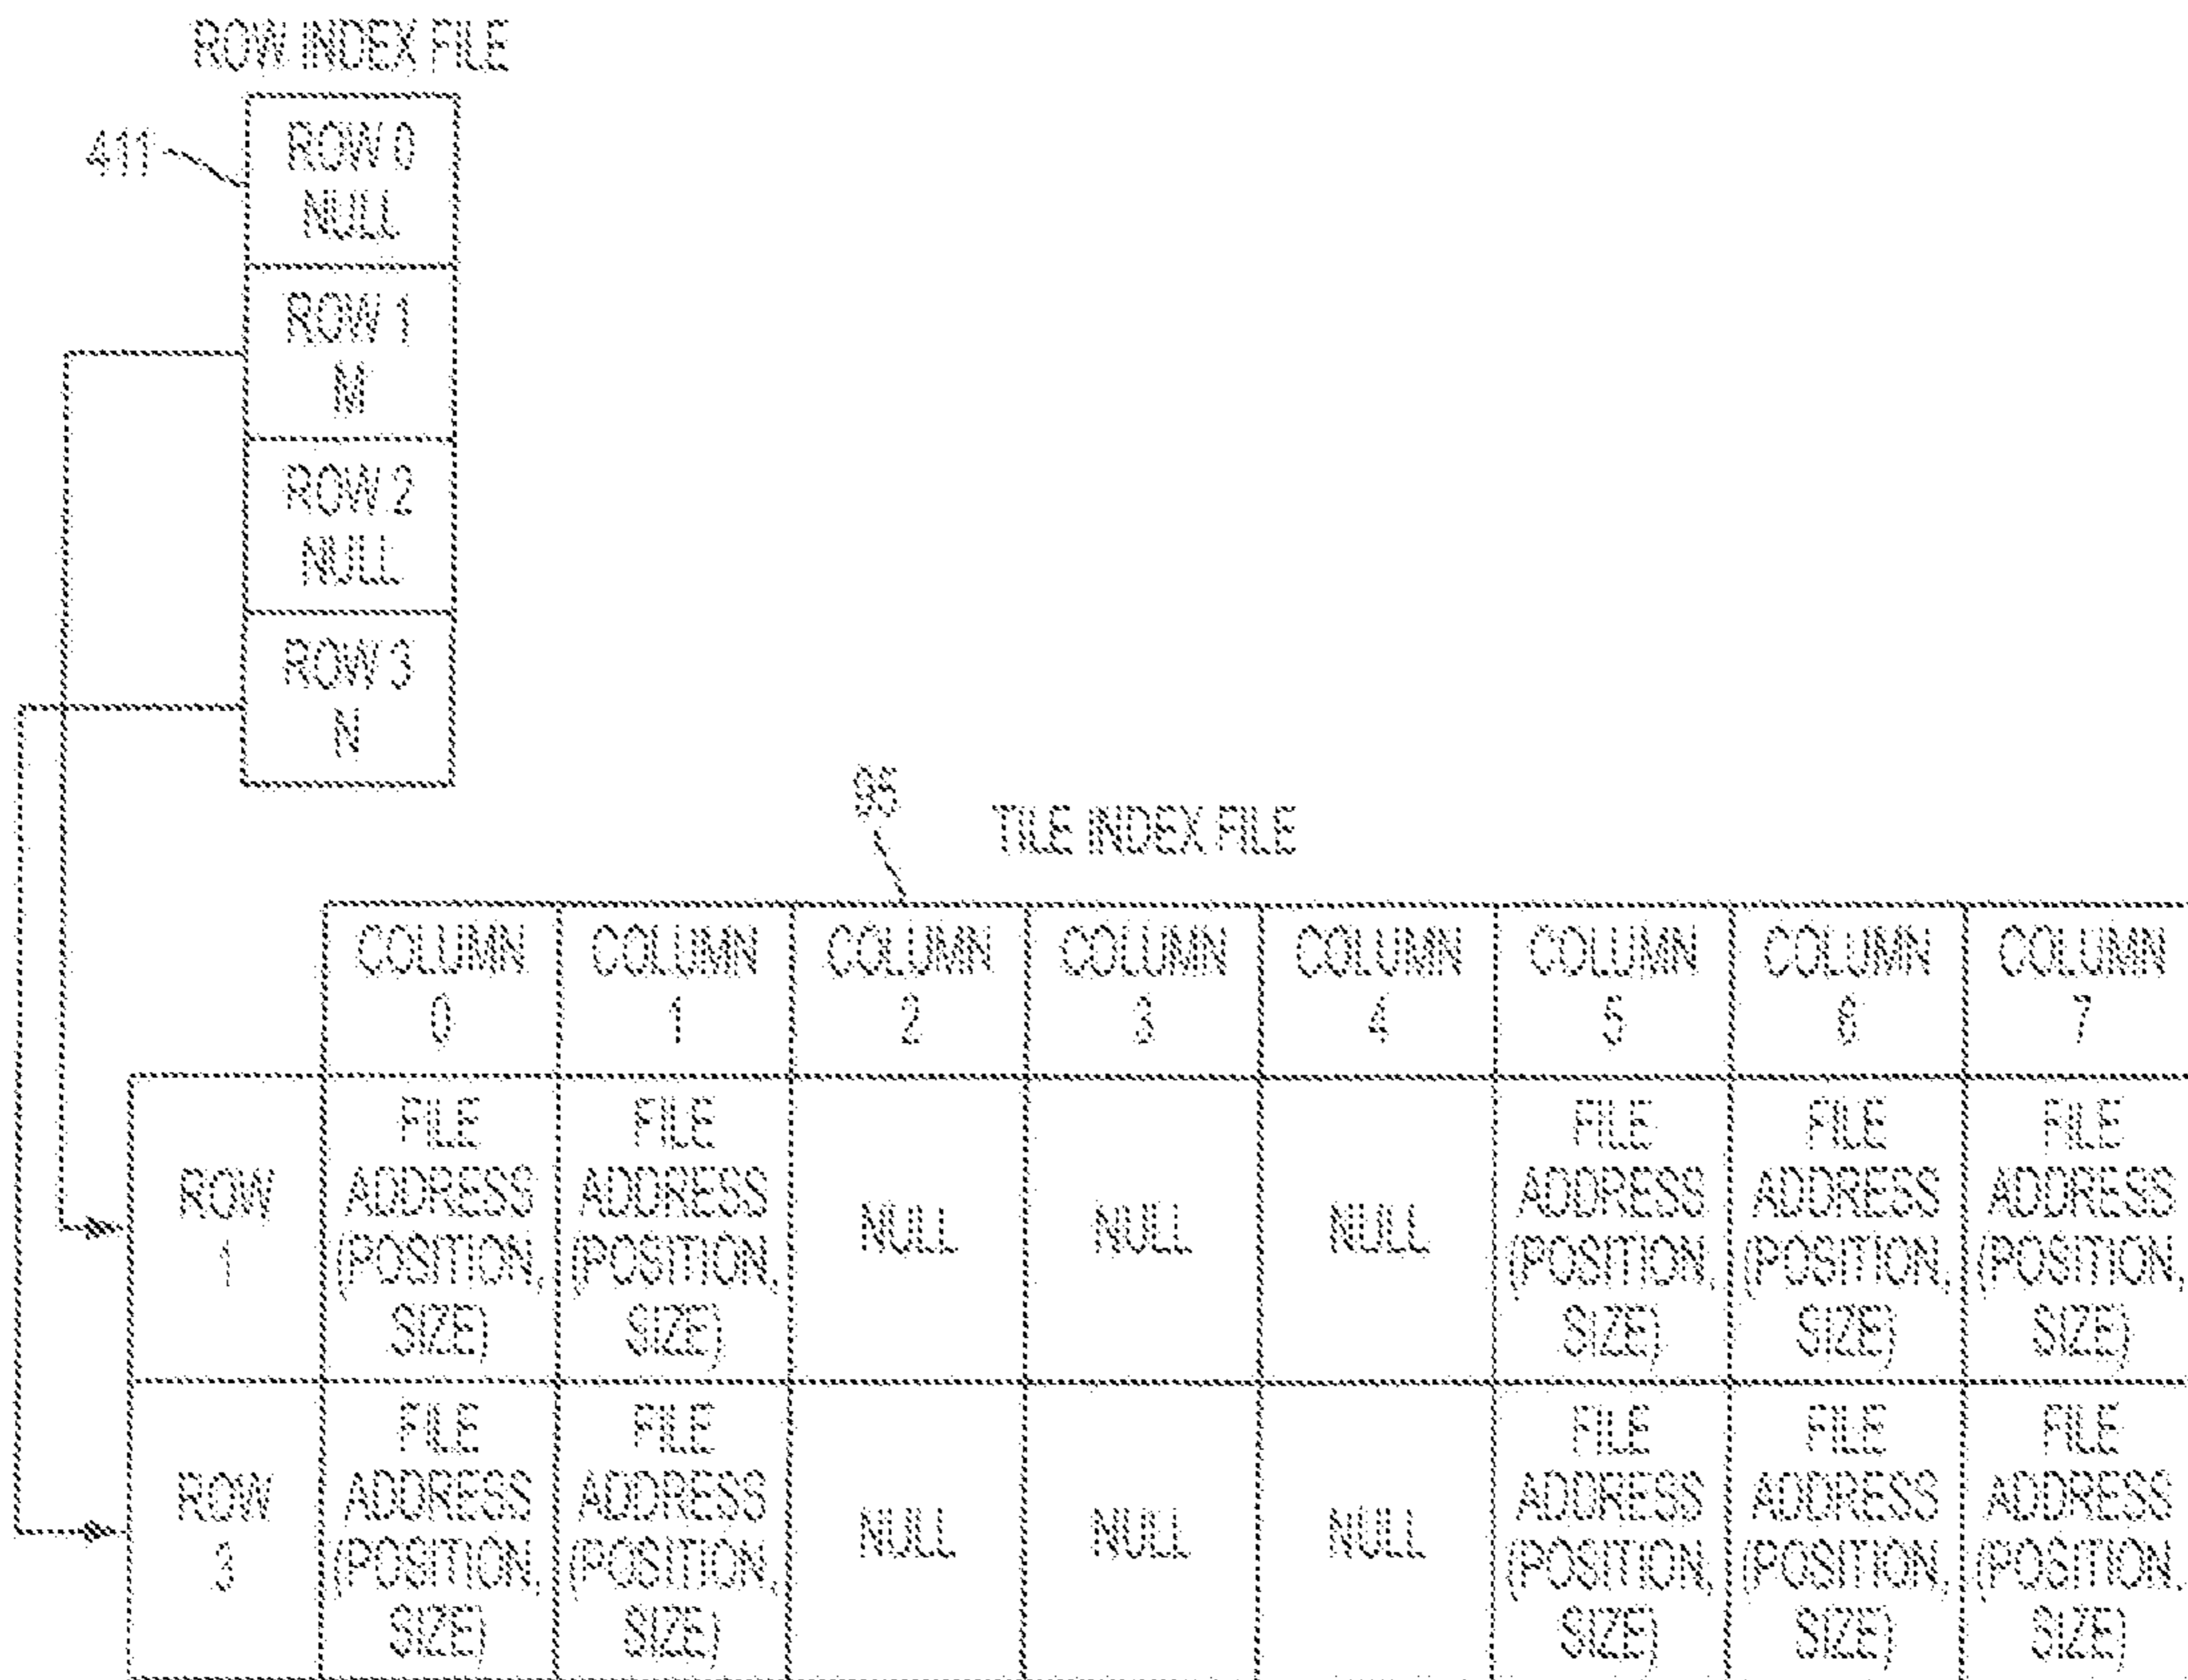 ROW INDEX FILE
411
ROW 0
NULL
ROW 1
M
ROW 2
NULL
ROW 3
N
95
TILE INDEX FILE
COLUMN COLUMN COLUMN COLUMN COLUMN COLUMN COLUMN COLUMN
0 1 2 3 4 5 6 7
FILE FILE FILE FILE FILE
ROW ADDRESS ADDRESS NULL NULL NULL ADDRESS ADDRESS ADDRESS
1 (POSITION, (POSITION, (POSITION, (POSITION, (POSITION,
SIZE) SIZE) SIZE) SIZE) SIZE)
FILE FILE FILE FILE FILE
ROW ADDRESS ADDRESS NULL NULL NULL ADDRESS ADDRESS ADDRESS
3 (POSITION, (POSITION, (POSITION, (POSITION, (POSITION,
SIZE) SIZE) SIZE) SIZE) SIZE)